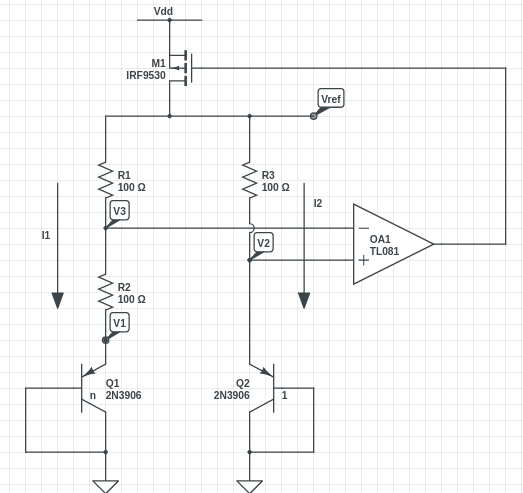 Vdd
M1
IRF9530
Vref
R1
100 Ω
R3
100 Ω
V3
I1
I2
V2
OA1
TL081
R2
100 Ω
V1
Q1
n 2N3906
Q2
2N3906 1